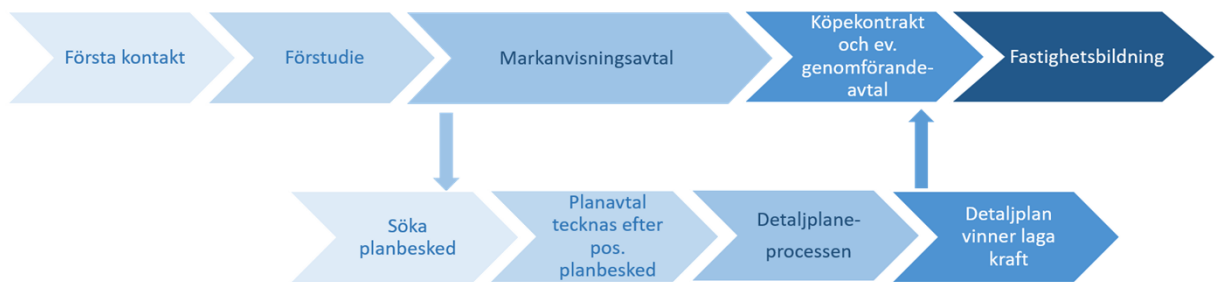 Första kontakt
Förstudie
Markanvisningsavtal
Köpekontrakt
och ev.
genomförande-
avtal
Fastighetsbildning
Söka
planbesked
Planavtal
tecknas efter
pos.
planbesked
Detaljplane-
processen
Detaljplan
vinner laga
kraft